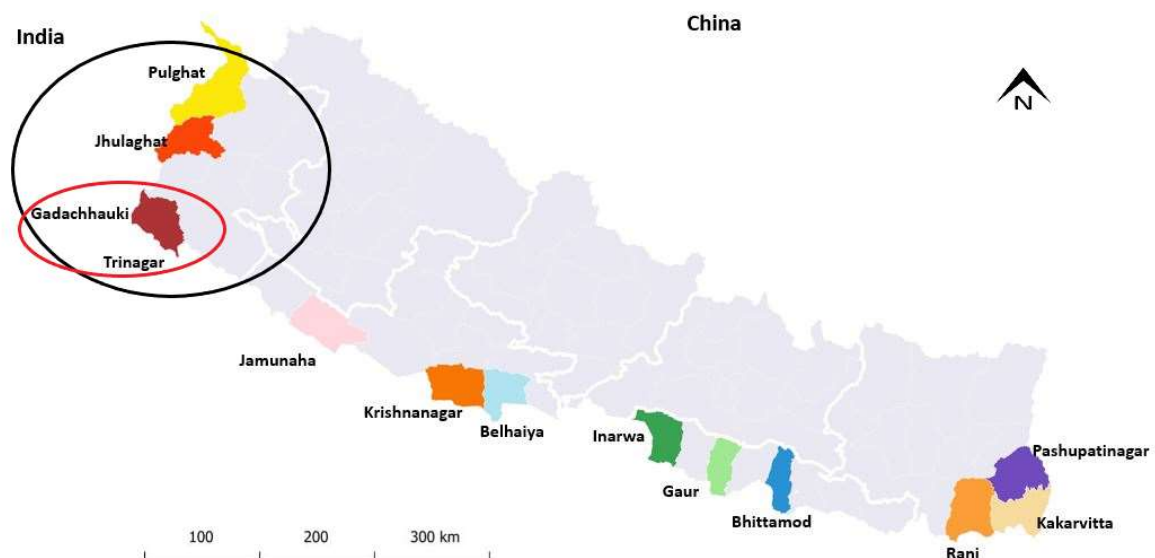 India
China
Pulghat
N
Jhulaghat
Gadachhauki
Trinagar
Jamunaha
Krishnanagar
Belhaiya
Inarwa
Gaur
Bhittamod
Pashupatinagar
Kakarvitta
Rani
100 200 300 km